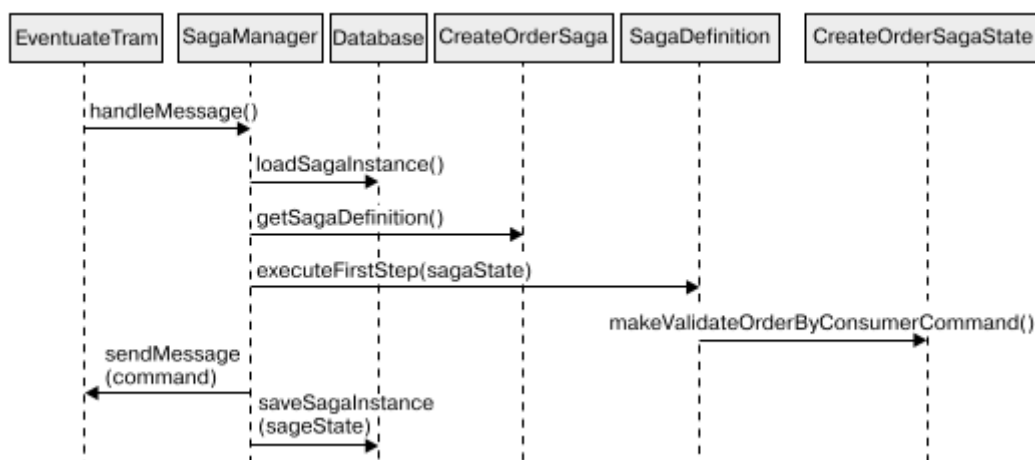 EventuateTram
SagaManager
Database
CreateOrderSaga
SagaDefinition
CreateOrderSagaState
handleMessage()
loadSagaInstance()
getSagaDefinition()
executeFirstStep(sagaState)
makeValidateOrderByConsumerCommand()
sendMessage
(command)
saveSagaInstance
(sageState)